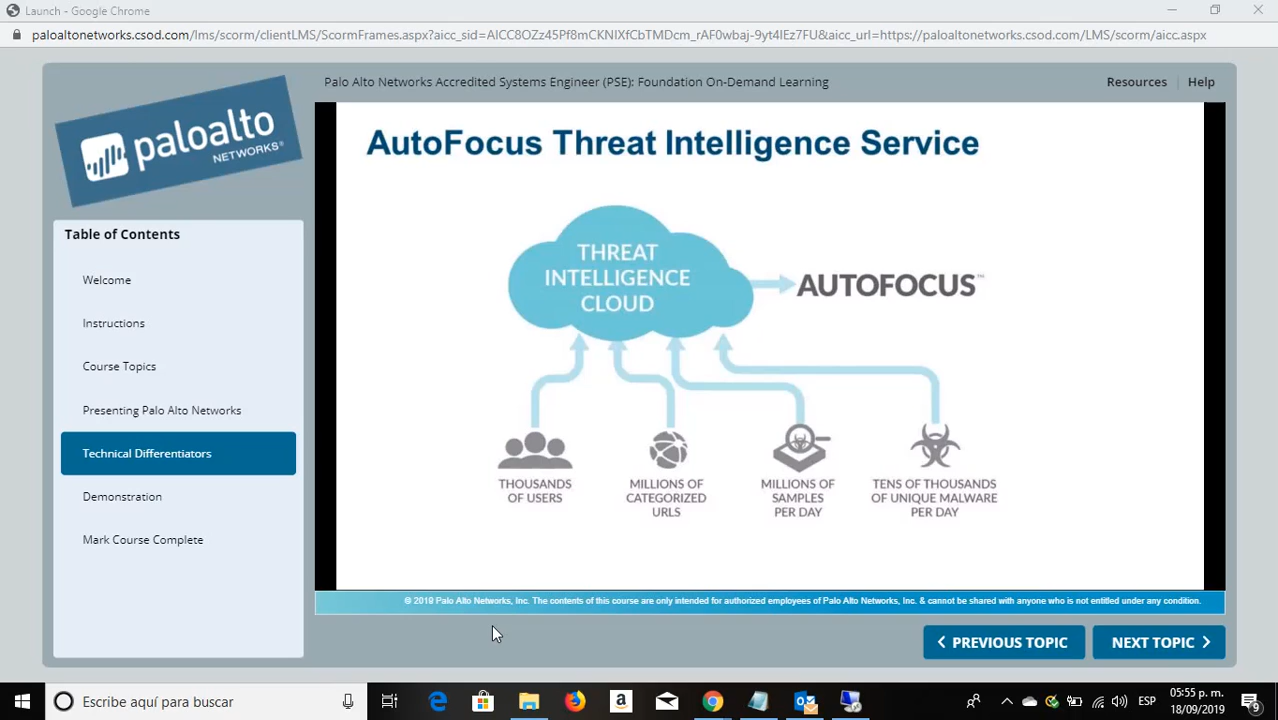 Launch - Google Chrome
paloaltonetworks.csod.com/lms/scorm/clientLMS/ScormFrames.aspx?aicc_sid=AICC8OZz45Pf8mCKNIXfCbTMDcm_rAF0wbaj-9yt4IEz7FU&aicc_url=https://paloaltonetworks.csod.com/LMS/scorm/aicc.aspx
Palo Alto Networks Accredited Systems Engineer (PSE): Foundation On-Demand Learning
Resources | Help
paloalto
NETWORKS®
Table of Contents
Welcome
Instructions
Course Topics
Presenting Palo Alto Networks
Technical Differentiators
Demonstration
Mark Course Complete
AutoFocus Threat Intelligence Service
THREAT
INTELLIGENCE
CLOUD
AUTOFOCUS™
THOUSANDS
OF USERS
MILLIONS OF
CATEGORIZED
URLS
MILLIONS OF
SAMPLES
PER DAY
TENS OF THOUSANDS
OF UNIQUE MALWARE
PER DAY
© 2019 Palo Alto Networks, Inc. The contents of this course are only intended for authorized employees of Palo Alto Networks, Inc. & cannot be shared with anyone who is not entitled under any condition.
PREVIOUS TOPIC
NEXT TOPIC
Escribe aquí para buscar
ESP
05:55 p. m.
18/09/2019
9